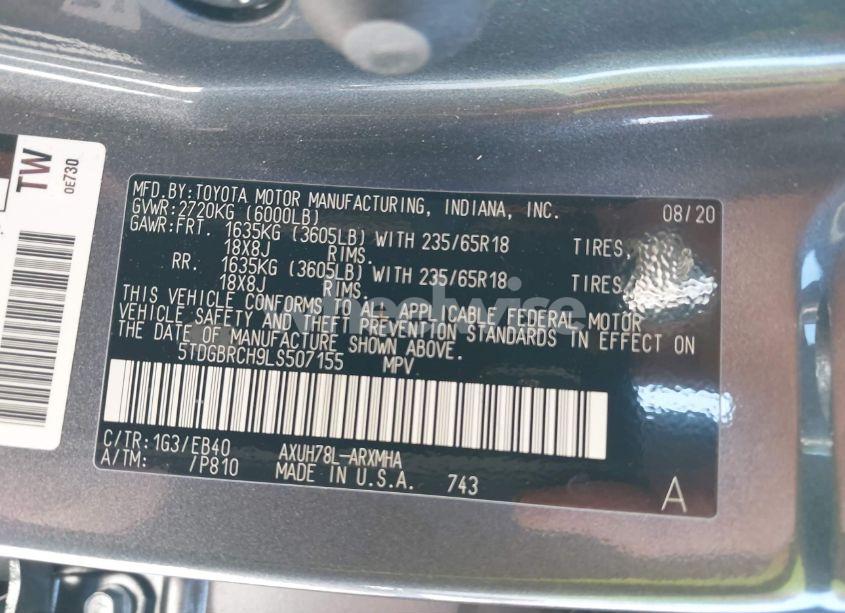 TW
0E730
MFD.BY:TOYOTA MOTOR MANUFACTURING, INDIANA, INC. 08/20
GVWR:2720KG (6000LB)
GAWR:FRT. 1635KG (3605LB) WITH 235/65R18 TIRES,
18X8J RIMS.
RR. 1635KG (3605LB) WITH 235/65R18 TIRES,
18X8J RIMS.
THIS VEHICLE CONFORMS TO ALL APPLICABLE FEDERAL MOTOR
VEHICLE SAFETY AND THEFT PREVENTION STANDARDS IN EFFECT ON
THE DATE OF MANUFACTURE SHOWN ABOVE.
5TDGBRCH9LS507155 MPV
C/TR:1G3/EB40 AXUH78L-ARXMHA
A/TM: /P810 MADE IN U.S.A. 743
A